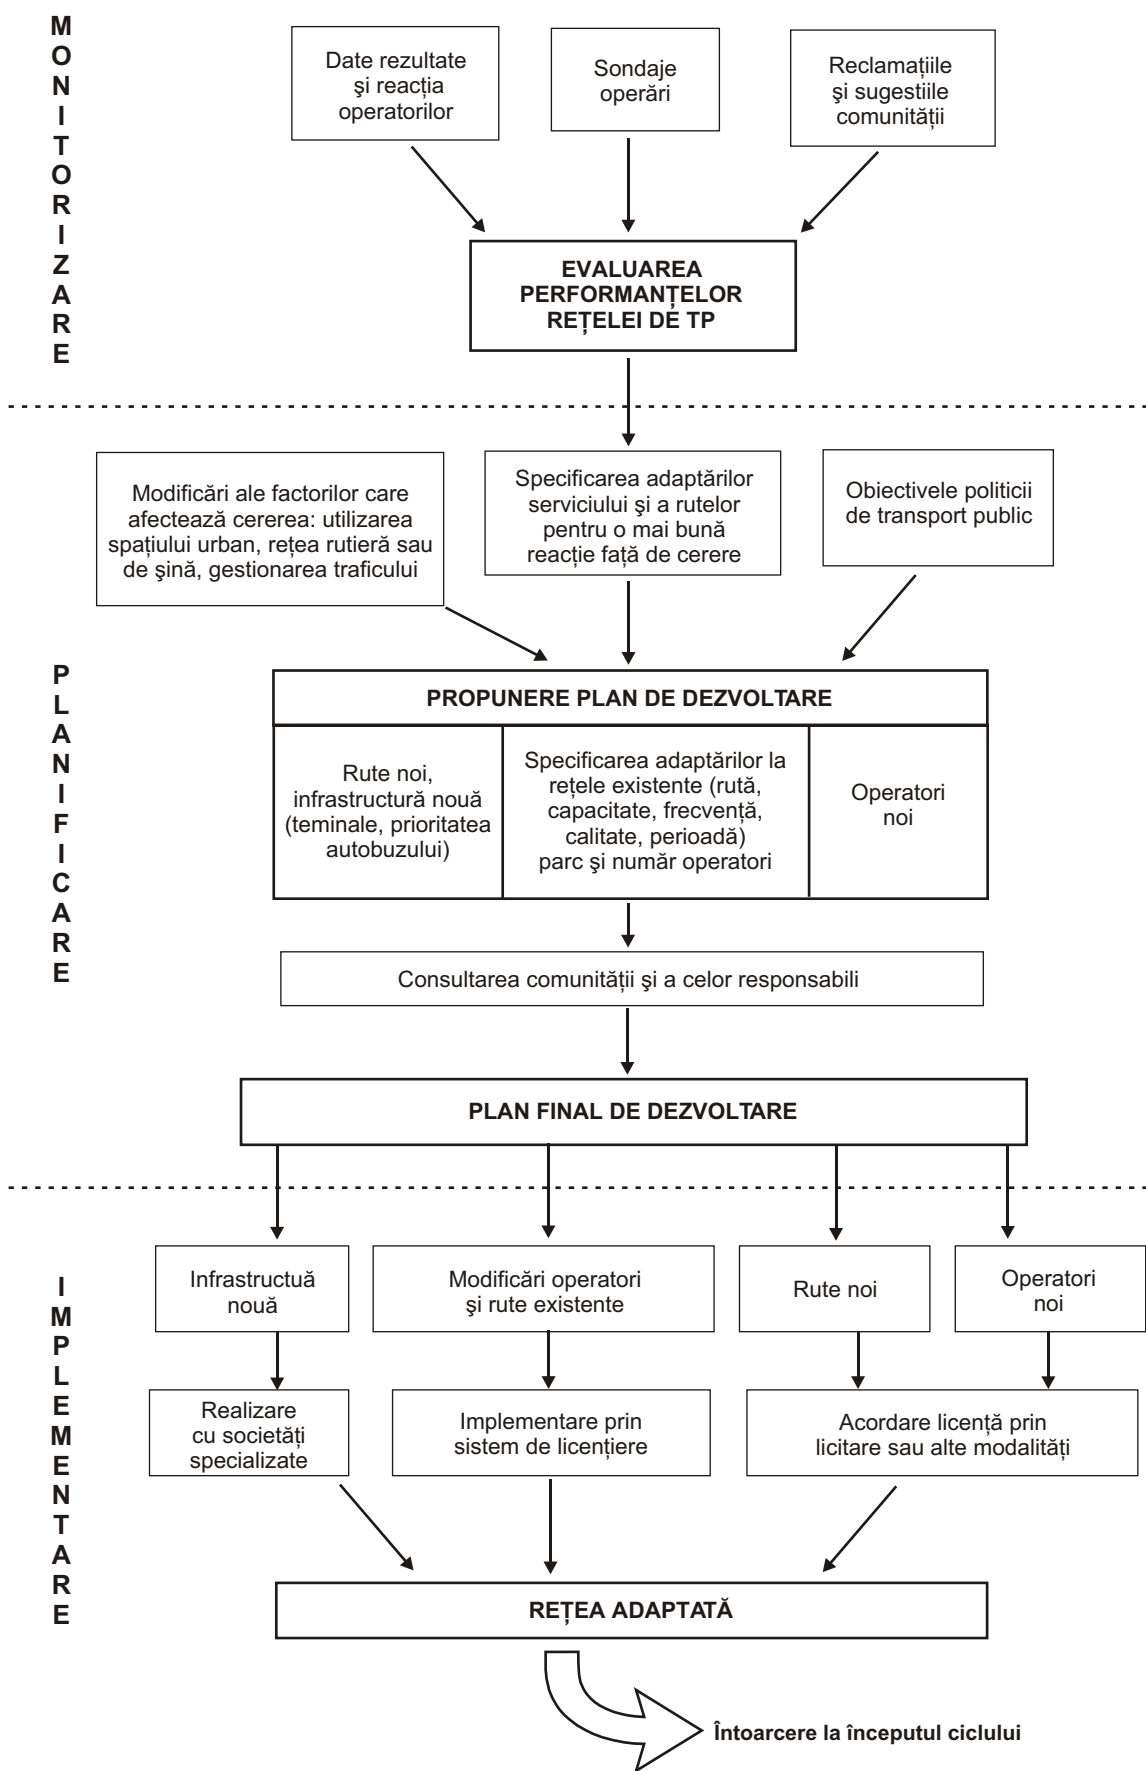 MONITORIZARE
Date rezultate
şi reacția
operatorilor
Sondaje
operări
Reclamațiile
şi sugestiile
comunității
EVALUAREA
PERFORMANȚELOR
REȚELEI DE TP
PLANIFICARE
Modificări ale factorilor care
afectează cererea: utilizarea
spațiului urban, rețea rutieră sau
de şină, gestionarea traficului
Specificarea adaptărilor
serviciului şi a rutelor
pentru o mai bună
reacție față de cerere
Obiectivele politicii
de transport public
PROPUNERE PLAN DE DEZVOLTARE
Rute noi,
infrastructură nouă
(teminale, prioritatea
autobuzului)
Specificarea adaptărilor la
rețele existente (rută,
capacitate, frecvență,
calitate, perioadă)
parc şi număr operatori
Operatori
noi
Consultarea comunității şi a celor responsabili
PLAN FINAL DE DEZVOLTARE
IMPLEMENTARE
Infrastructuă
nouă
Modificări operatori
şi rute existente
Rute noi
Operatori
noi
Realizare
cu societăți
specializate
Implementare prin
sistem de licențiere
Acordare licență prin
licitare sau alte modalități
REȚEA ADAPTATĂ
Întoarcere la începutul ciclului